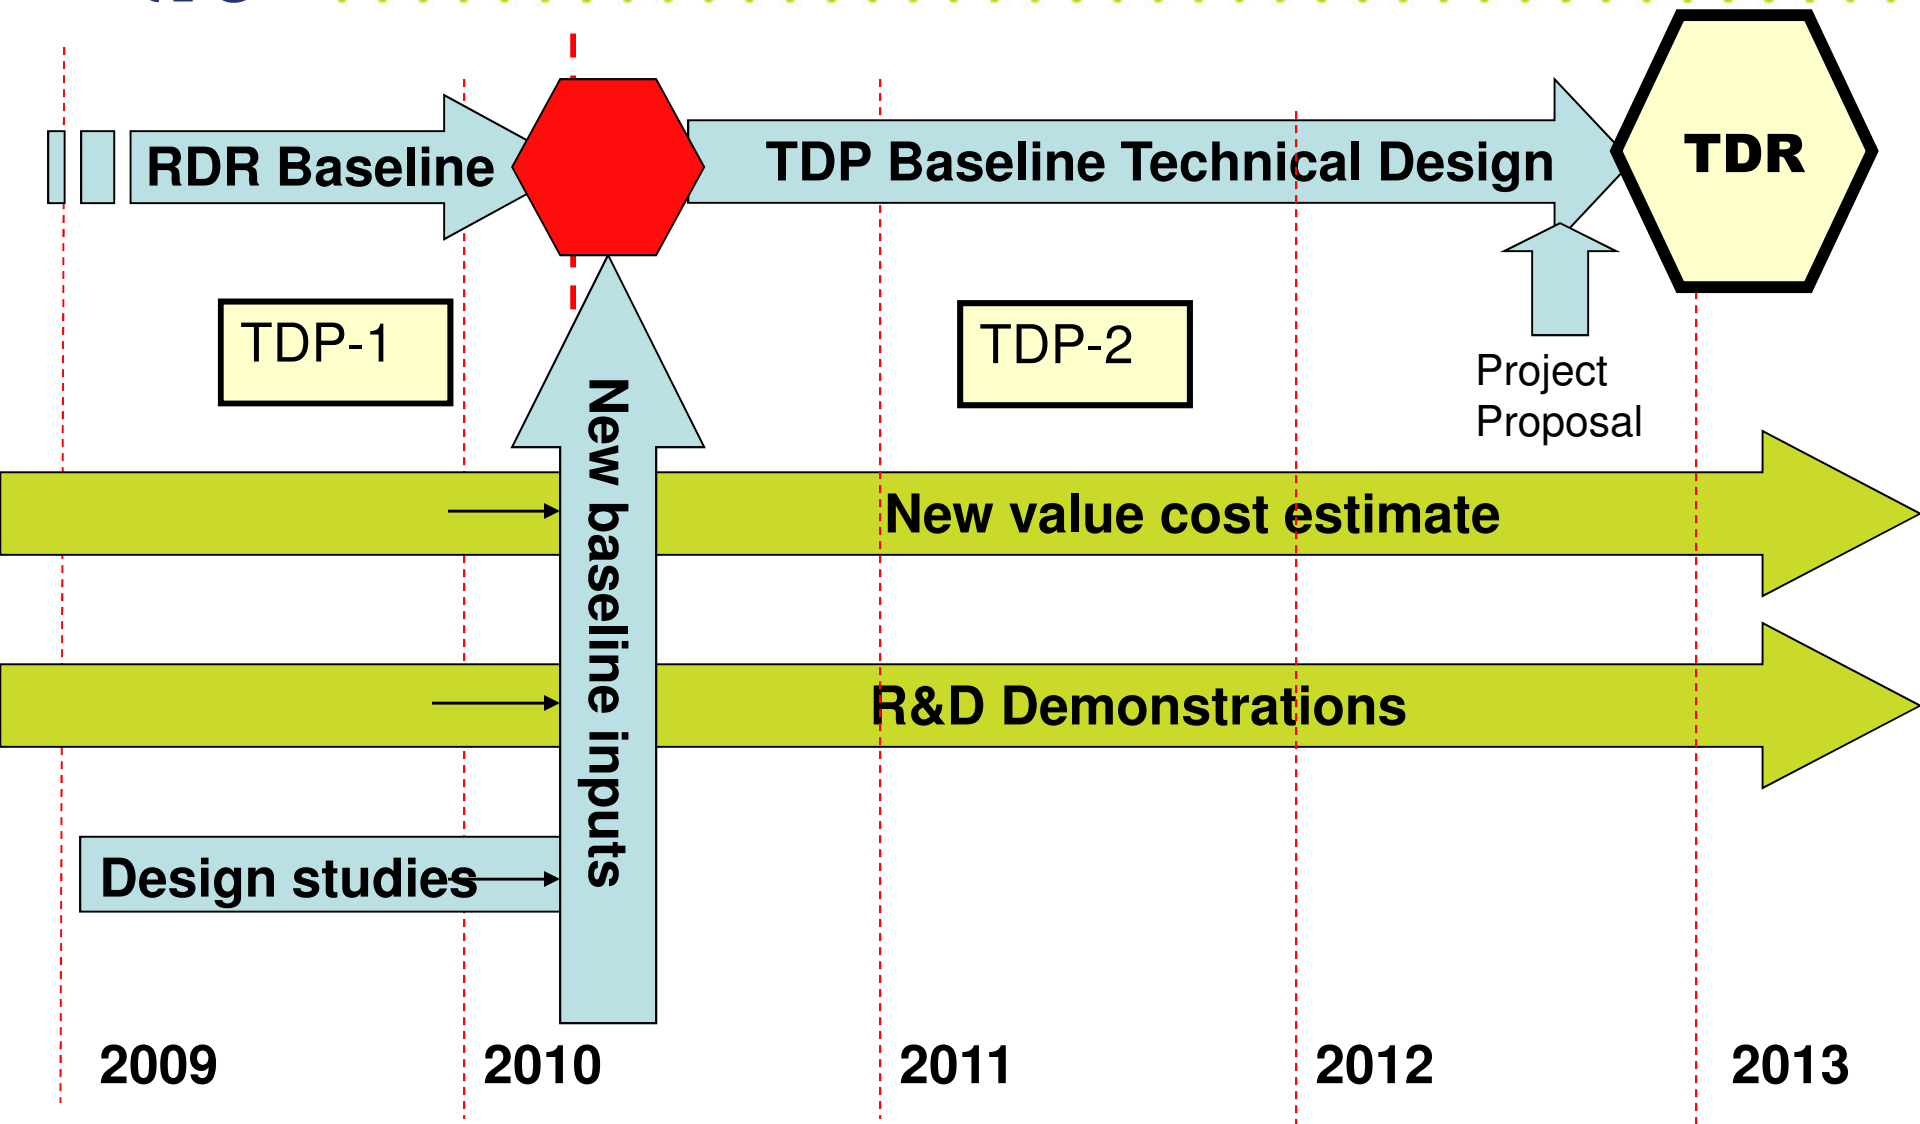 RDR Baseline
TDP Baseline Technical Design
TDR
TDP-1
TDP-2
Project
Proposal
New baseline inputs
New value cost estimate
R&D Demonstrations
Design studies
2009
2010
2011
2012
2013